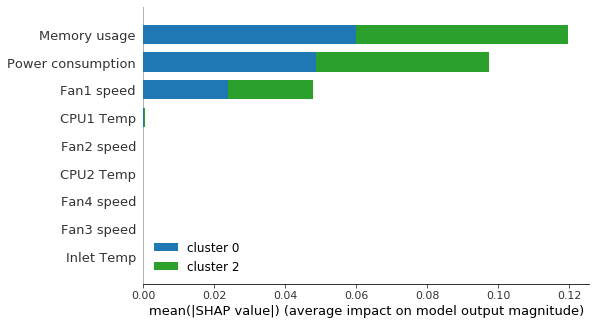 Memory usage
Power consumption
Fan1 speed
CPU1 Temp
Fan2 speed
CPU2 Temp
Fan4 speed
Fan3 speed
Inlet Temp
cluster 0
cluster 2
0.00 0.02 0.04 0.06 0.08 0.10 0.12
mean(|SHAP value|) (average impact on model output magnitude)